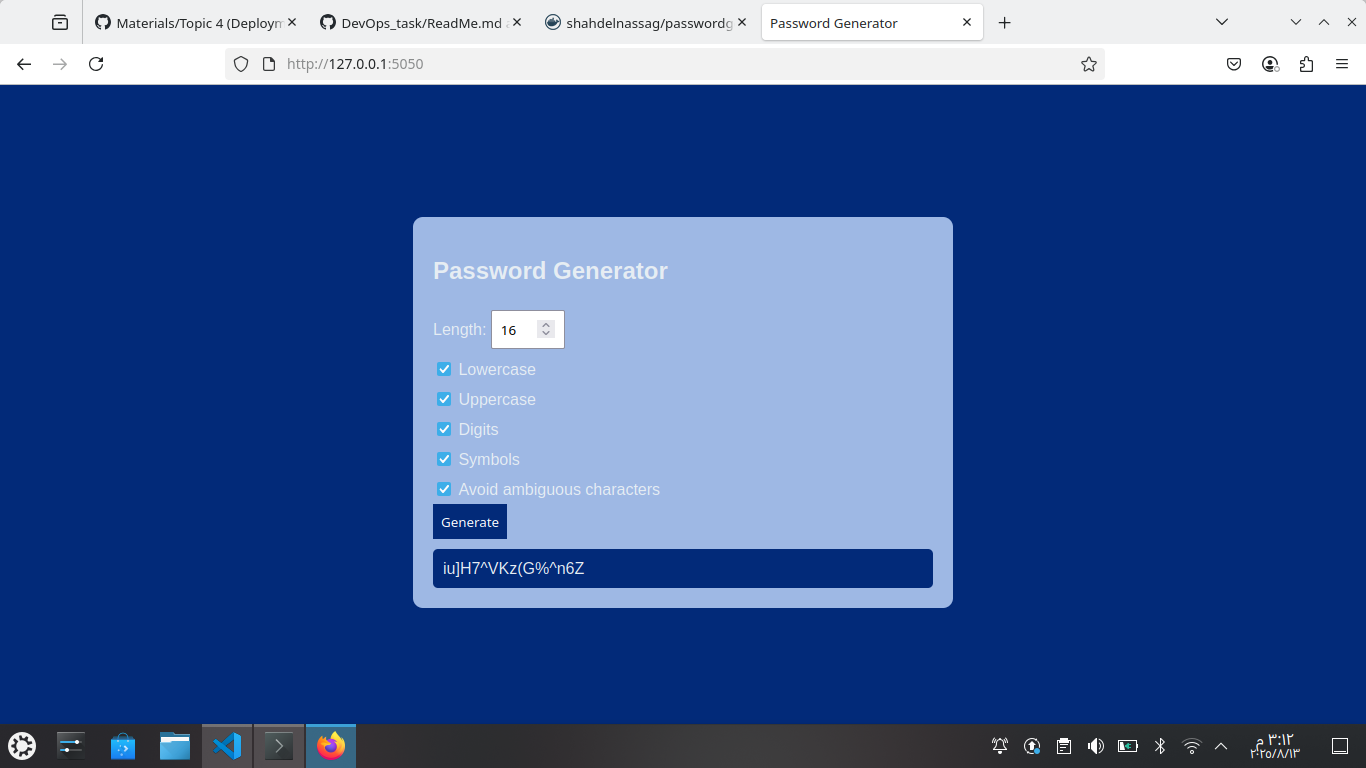 Materials/Topic 4 (Deploym
DevOps_task/ReadMe.md
shahdelnassag/passwordg
Password Generator
http://127.0.0.1:5050
Password Generator
Length: 16
Lowercase
Uppercase
Digits
Symbols
Avoid ambiguous characters
Generate
iu]H7^VKz(G%^n6Z
٣:١٢ م
٢٠٢٥/٨/١٣